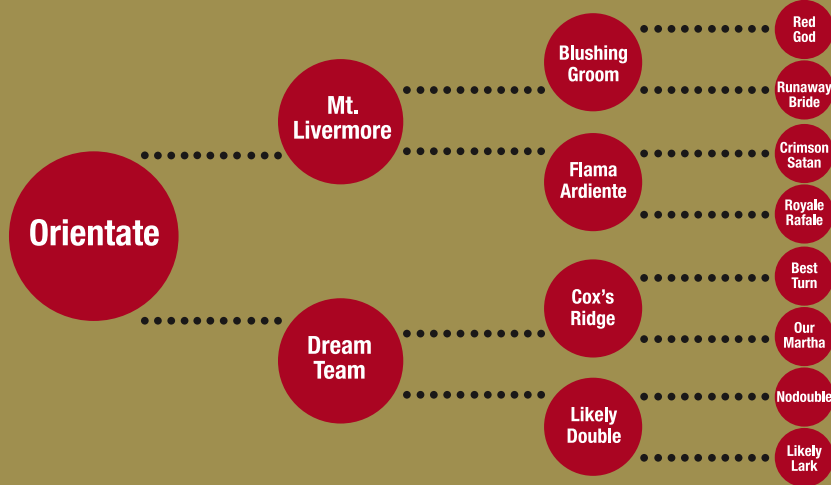 Orientate
Mt.
Livermore
Dream
Team
Blushing
Groom
Flama
Ardiente
Cox's
Ridge
Likely
Double
Red
God
Runaway
Bride
Crimson
Satan
Royale
Rafale
Best
Turn
Our
Martha
Nodouble
Likely
Lark